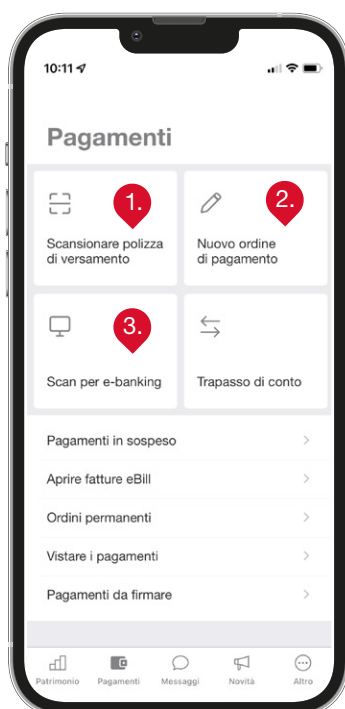 10:11
Pagamenti
1.
2.
Scansionare polizza
di versamento
Nuovo ordine
di pagamento
3.
Scan per e-banking
Trapasso di conto
Pagamenti in sospeso
Aprire fatture eBill
Ordini permanenti
Vistare i pagamenti
Pagamenti da firmare
Patrimonio
Pagamenti
Messaggi
Novità
Altro